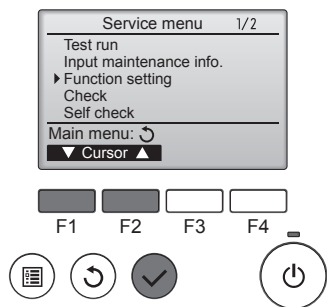 Service menu 1/2
Test run
Input maintenance info.
Function setting
Check
Self check
Main menu:
Cursor
F1 F2 F3 F4